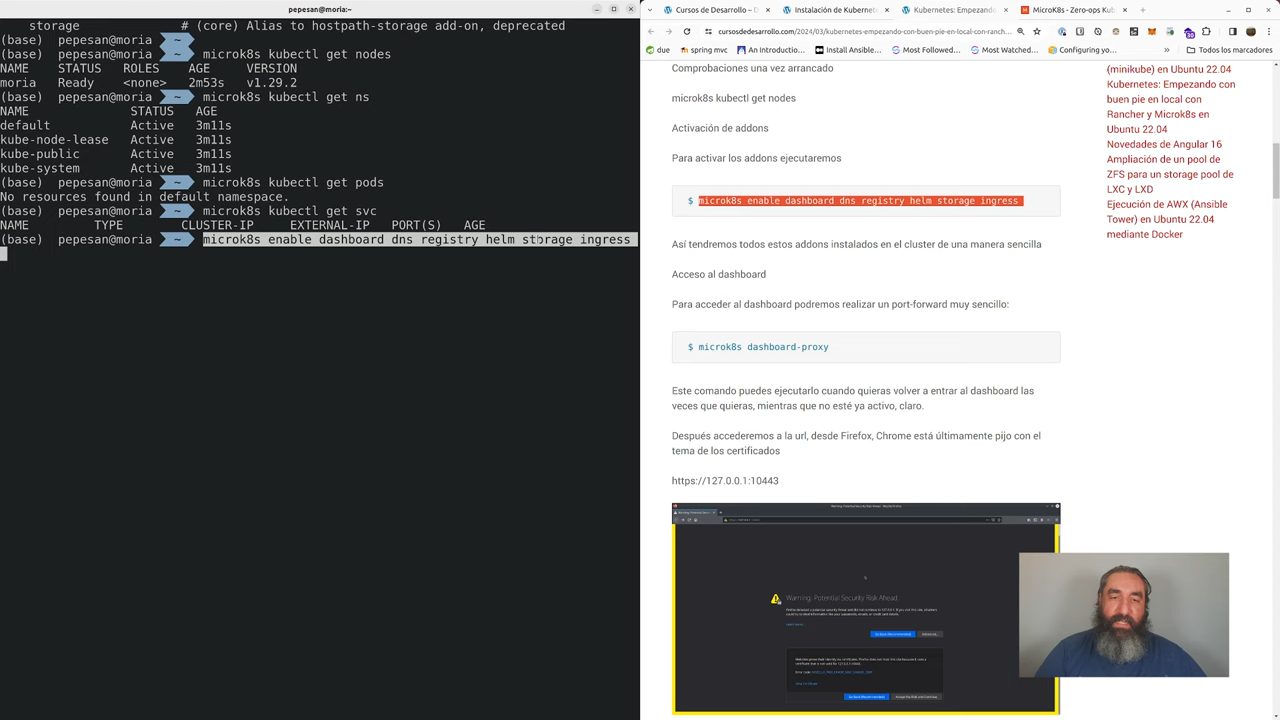 pepesan@moria:~
storage # (core) Alias to hostpath-storage add-on, deprecated
(base) pepesan@moria ~
(base) pepesan@moria ~ microk8s kubectl get nodes
NAME STATUS ROLES AGE VERSION
moria Ready <none> 2m53s v1.29.2
(base) pepesan@moria ~ microk8s kubectl get ns
NAME STATUS AGE
default Active 3m11s
kube-node-lease Active 3m11s
kube-public Active 3m11s
kube-system Active 3m11s
(base) pepesan@moria ~ microk8s kubectl get pods
No resources found in default namespace.
(base) pepesan@moria ~ microk8s kubectl get svc
NAME TYPE CLUSTER-IP EXTERNAL-IP PORT(S) AGE
(base) pepesan@moria ~ microk8s enable dashboard dns registry helm storage ingress
Cursos de Desarrollo –
Instalación de Kubernet
Kubernetes: Empezando
MicroK8s - Zero-ops Kub
cursosdedesarrollo.com/2024/03/kubernetes-empezando-con-buen-pie-en-local-con-ranch...
due
spring mvc
An Introductio...
Install Ansible...
Most Followed...
Most Watched...
Configuring yo...
»
Todos los marcadores
Comprobaciones una vez arrancado
microk8s kubectl get nodes
Activación de addons
Para activar los addons ejecutaremos
$ microk8s enable dashboard dns registry helm storage ingress
Así tendremos todos estos addons instalados en el cluster de una manera sencilla
Acceso al dashboard
Para acceder al dashboard podremos realizar un port-forward muy sencillo:
$ microk8s dashboard-proxy
Este comando puedes ejecutarlo cuando quieras volver a entrar al dashboard las
veces que quieras, mientras que no esté ya activo, claro.
Después accederemos a la url, desde Firefox, Chrome está últimamente pijo con el
tema de los certificados
https://127.0.0.1:10443
Warning: Potential Security Risk Ahead
(minikube) en Ubuntu 22.04
Kubernetes: Empezando con
buen pie en local con
Rancher y Microk8s en
Ubuntu 22.04
Novedades de Angular 16
Ampliación de un pool de
ZFS para un storage pool de
LXC y LXD
Ejecución de AWX (Ansible
Tower) en Ubuntu 22.04
mediante Docker